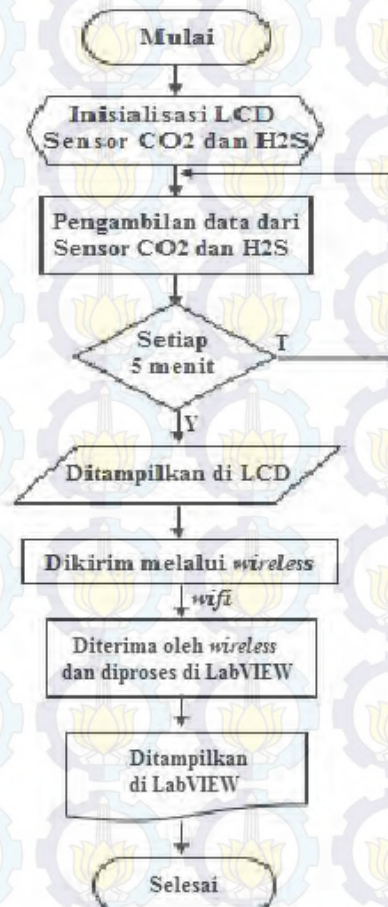 Mulai
Inisialisasi LCD
Sensor CO2 dan H2S
Pengambilan data dari
Sensor CO2 dan H2S
Setiap
5 menit
T
Y
Ditampilkan di LCD
Dikirim melalui wireless
wifi
Diterima oleh wireless
dan diproses di LabVIEW
Ditampilkan
di LabVIEW
Selesai